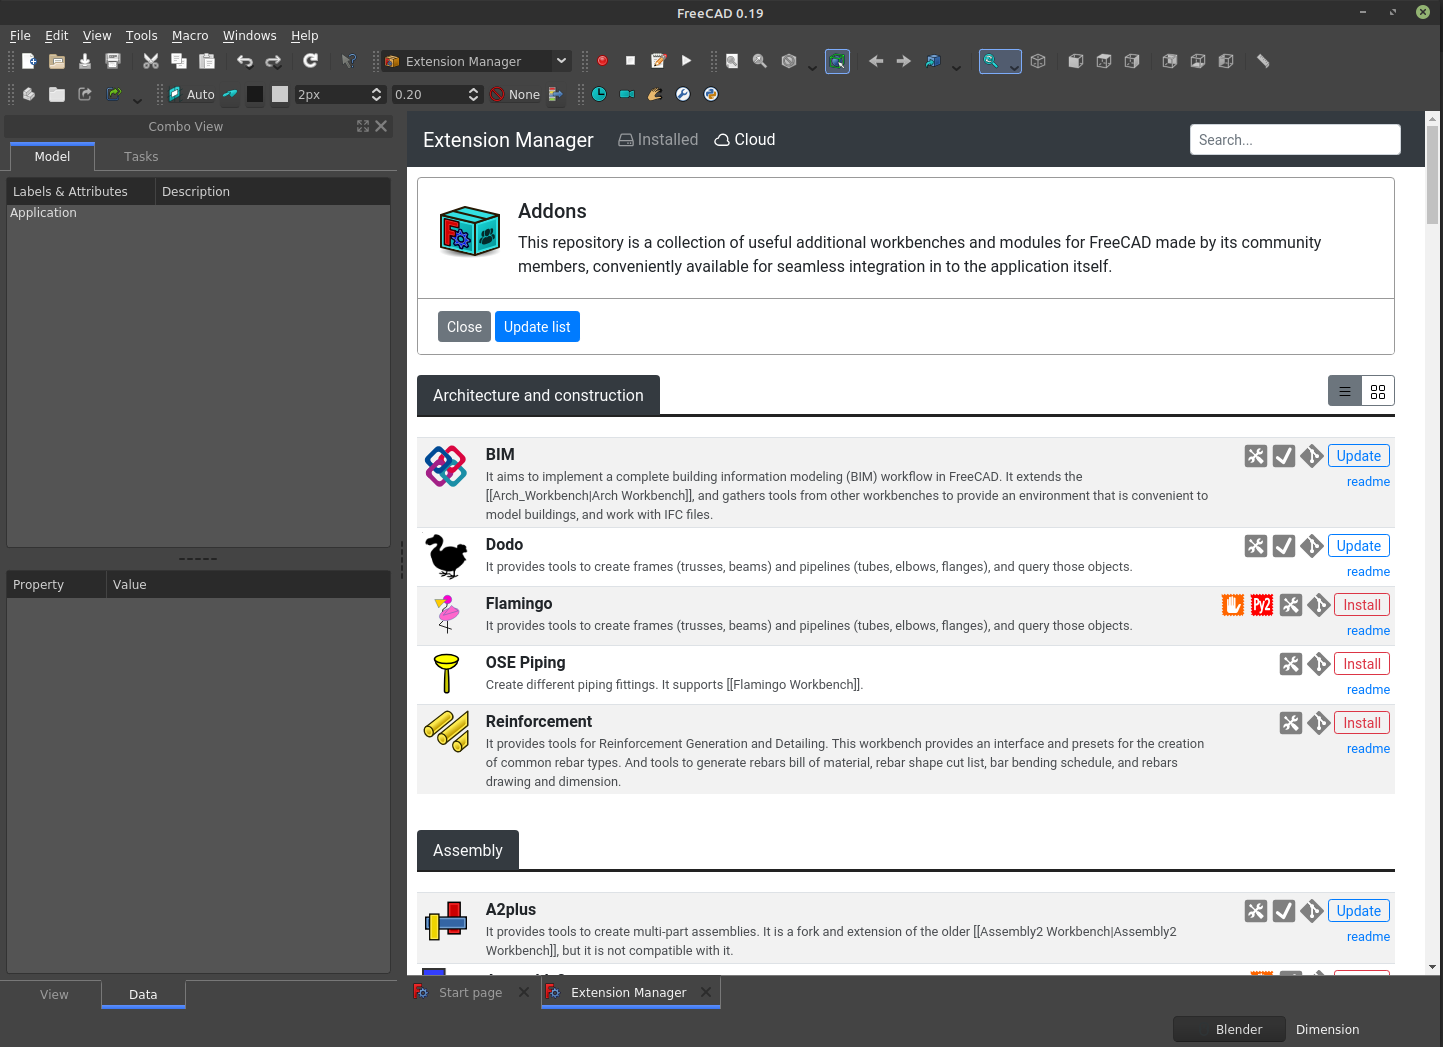 FreeCAD 0.19
File Edit View Tools Macro Windows Help
Extension Manager
Auto 2px 0.20 None
Combo View
Model Tasks
Labels & Attributes Description
Application
Property Value
View Data
Extension Manager Installed Cloud Search...
Addons
This repository is a collection of useful additional workbenches and modules for FreeCAD made by its community
members, conveniently available for seamless integration in to the application itself.
Close Update list
Architecture and construction
BIM
It aims to implement a complete building information modeling (BIM) workflow in FreeCAD. It extends the
[[Arch_Workbench|Arch Workbench]], and gathers tools from other workbenches to provide an environment that is convenient to
model buildings, and work with IFC files.
Update
readme
Dodo
It provides tools to create frames (trusses, beams) and pipelines (tubes, elbows, flanges), and query those objects.
Update
readme
Flamingo
It provides tools to create frames (trusses, beams) and pipelines (tubes, elbows, flanges), and query those objects.
Py2 Install
readme
OSE Piping
Create different piping fittings. It supports [[Flamingo Workbench]].
Install
readme
Reinforcement
It provides tools for Reinforcement Generation and Detailing. This workbench provides an interface and presets for the creation
of common rebar types. And tools to generate rebars bill of material, rebar shape cut list, bar bending schedule, and rebars
drawing and dimension.
Install
readme
Assembly
A2plus
It provides tools to create multi-part assemblies. It is a fork and extension of the older [[Assembly2 Workbench|Assembly2
Workbench]], but it is not compatible with it.
Update
readme
Start page Extension Manager
Blender Dimension